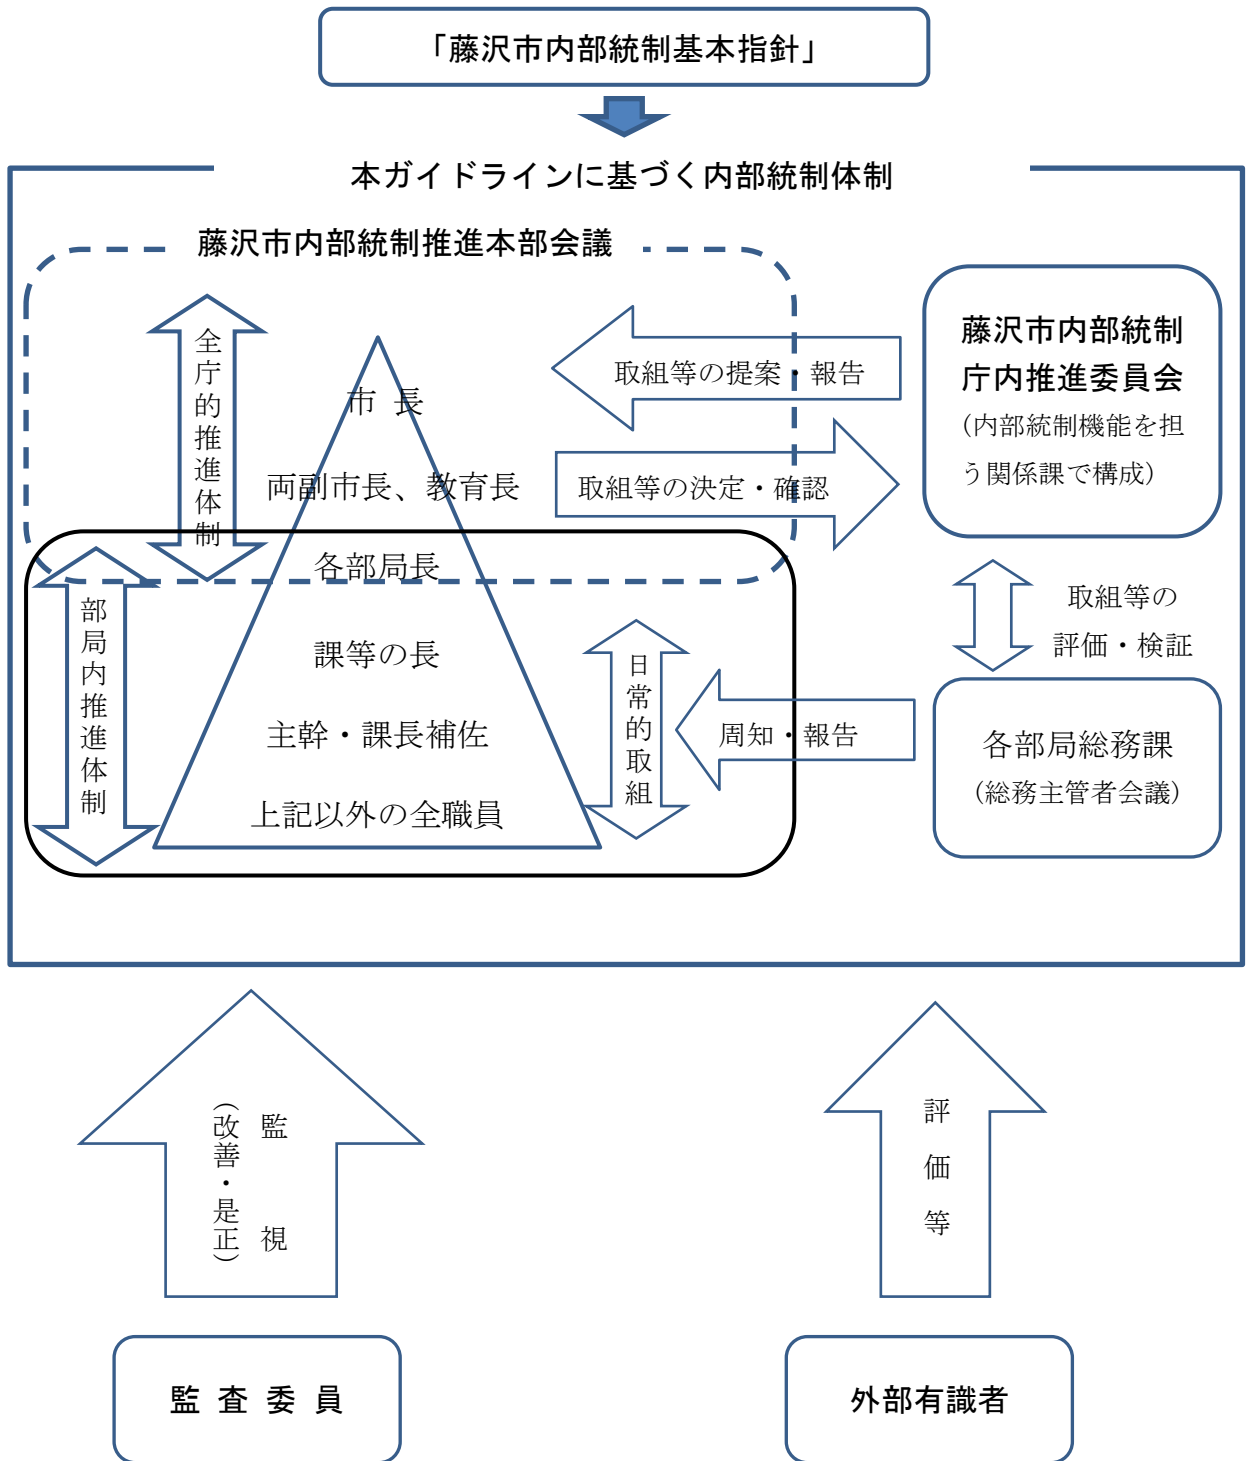 「藤沢市内部統制基本指針」
本ガイドラインに基づく内部統制体制
藤沢市内部統制推進本部会議
全庁的推進体制
市 長
両副市長、教育長
各部局長
課等の長
主幹・課長補佐
上記以外の全職員
部局内推進体制
日常的取組
取組等の提案・報告
取組等の決定・確認
周知・報告
藤沢市内部統制
庁内推進委員会
（内部統制機能を担
う関係課で構成）
取組等の
評価・検証
各部局総務課
（総務主管者会議）
監 視
（改善・是正）
評 価 等
監 査 委 員
外部有識者